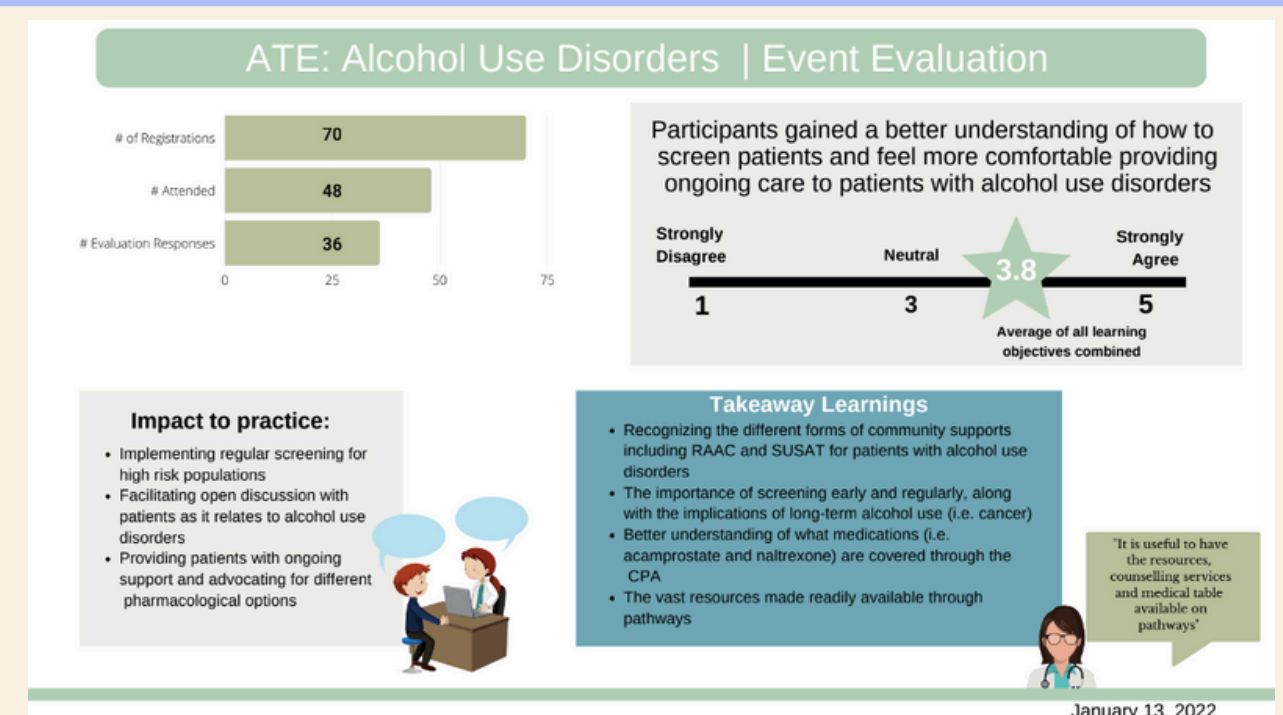 ATE: Alcohol Use Disorders | Event Evaluation
# of Registrations 70
# Attended 48
# Evaluation Responses 36
0 25 50 75
Participants gained a better understanding of how to
screen patients and feel more comfortable providing
ongoing care to patients with alcohol use disorders
Strongly
Disagree
Neutral
3.8
Strongly
Agree
1 3 5
Average of all learning
objectives combined
Impact to practice:
• Implementing regular screening for
high risk populations
• Facilitating open discussion with
patients as it relates to alcohol use
disorders
• Providing patients with ongoing
support and advocating for different
pharmacological options
Takeaway Learnings
• Recognizing the different forms of community supports
including RAAC and SUSAT for patients with alcohol use
disorders
• The importance of screening early and regularly, along
with the implications of long-term alcohol use (i.e. cancer)
• Better understanding of what medications (i.e.
acamprostate and naltrexone) are covered through the
CPA
• The vast resources made readily available through
pathways
"It is useful to have
the resources,
counselling services
and medical table
available on
pathways"
January 13, 2022